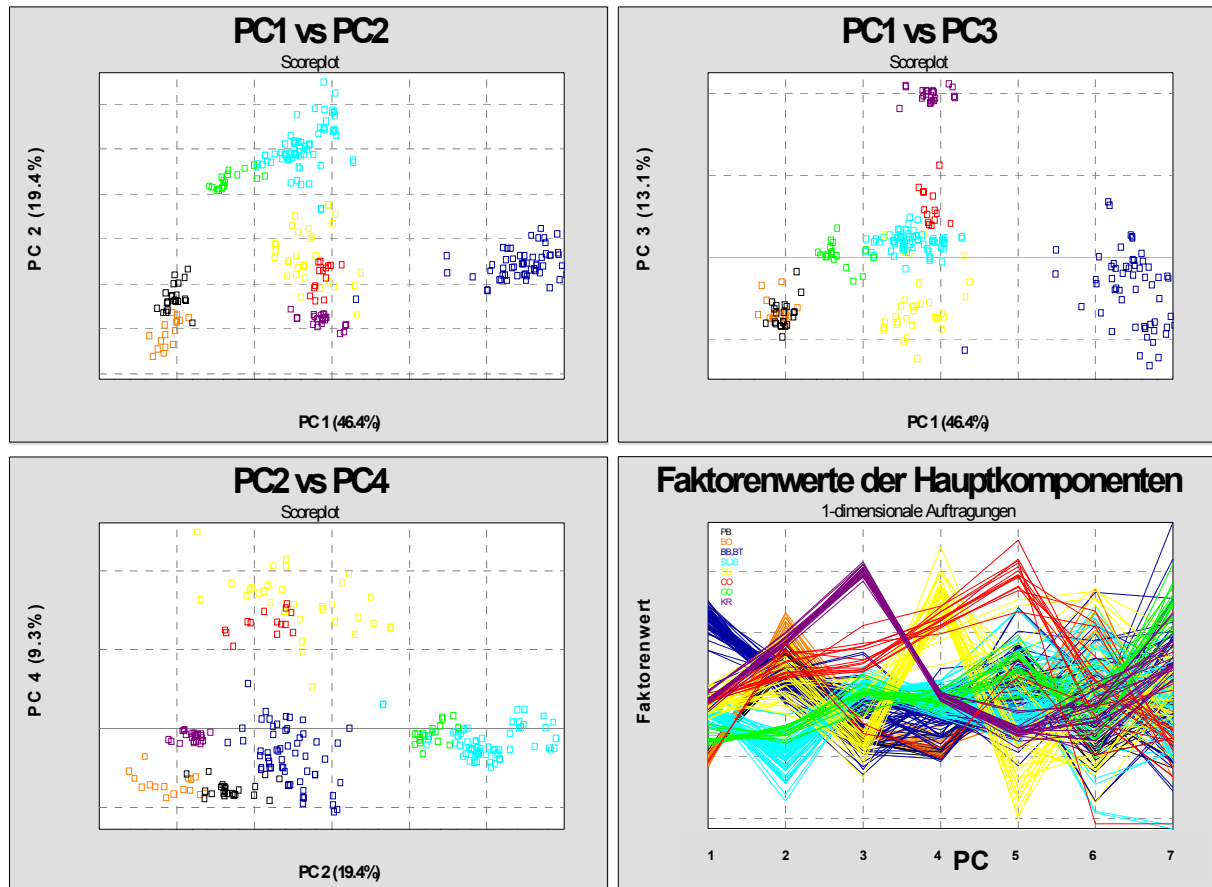 PC1 vs PC2
Scoreplot
PC 2 (19.4%)
PC 1 (46.4%)
PC1 vs PC3
Scoreplot
PC 3 (13.1%)
PC 1 (46.4%)
PC2 vs PC4
Scoreplot
PC 4 (9.3%)
PC 2 (19.4%)
Faktorenwerte der Hauptkomponenten
1-dimensionale Auftragungen
Faktorenwert
PB
BO
BB,BT
CO
GO
KR
1 2 3 4 5 6 7
PC